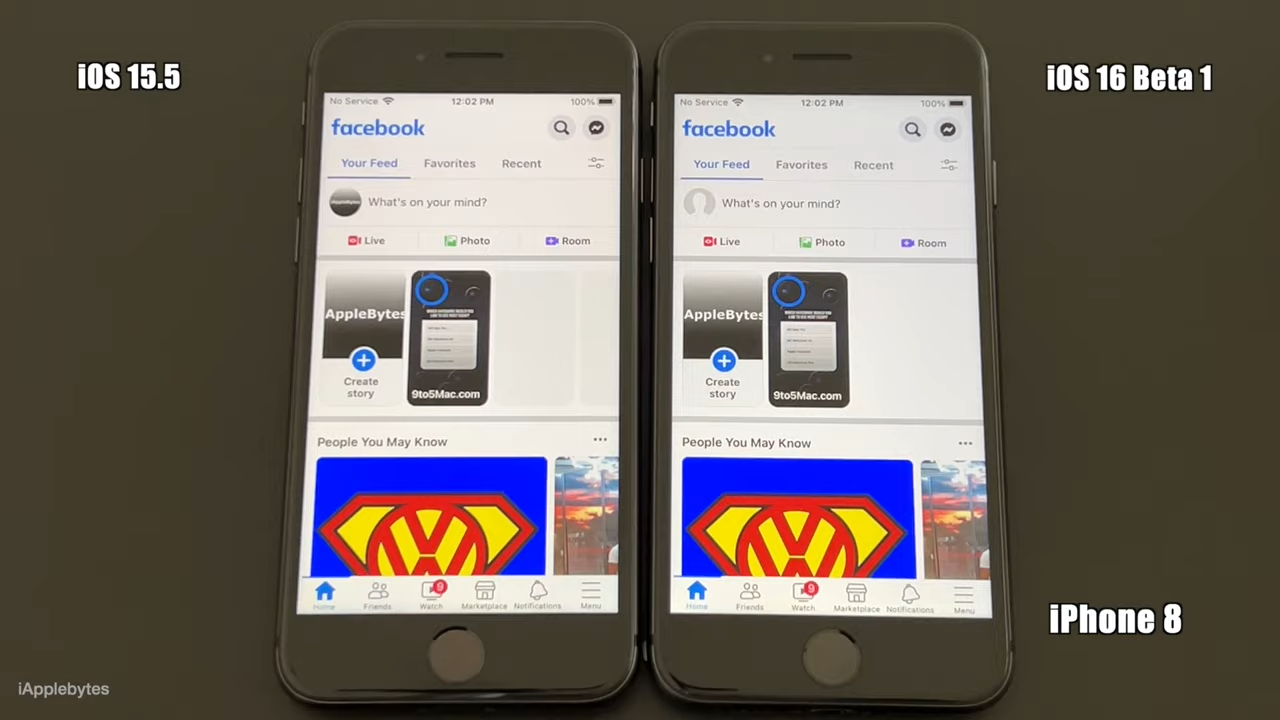 iOS 15.5
iOS 16 Beta 1
No Service 12:02 PM 100%
facebook
Your Feed Favorites Recent
iAppleBytes What's on your mind?
Live Photo Room
AppleBytes
Create
story
9to5Mac.com
People You May Know
Home Friends Watch 9 Marketplace Notifications Menu
No Service 12:02 PM 100%
facebook
Your Feed Favorites Recent
What's on your mind?
Live Photo Room
AppleBytes
Create
story
9to5Mac.com
People You May Know
Home Friends Watch 9 Marketplace Notifications Menu
iPhone 8
iApplebytes